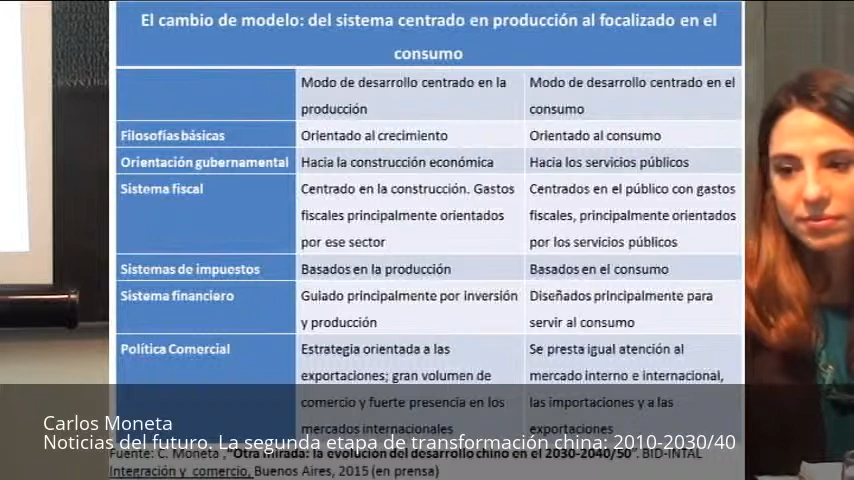 El cambio de modelo: del sistema centrado en producción al focalizado en el
consumo
Modo de desarrollo centrado en la
producción
Modo de desarrollo centrado en el
consumo
Filosofías básicas
Orientado al crecimiento
Orientado al consumo
Orientación gubernamental
Hacia la construcción económica
Hacia los servicios públicos
Sistema fiscal
Centrado en la construcción. Gastos
fiscales principalmente orientados
por ese sector
Centrados en el público con gastos
fiscales, principalmente orientados
por los servicios públicos
Sistemas de impuestos
Basados en la producción
Basados en el consumo
Sistema financiero
Guiado principalmente por inversión
y producción
Diseñados principalmente para
servir al consumo
Política Comercial
Estrategia orientada a las
exportaciones; gran volumen de
comercio y fuerte presencia en los
mercados internacionales
Se presta igual atención al
mercado interno e internacional,
las importaciones y a las
exportaciones
Carlos Moneta
Noticias del futuro. La segunda etapa de transformación china: 2010-2030/40
Fuente: C. Moneta ,"Otra mirada: la evolución del desarrollo chino en el 2030-2040/50". BID-INTAL
Integración y comercio, Buenos Aires, 2015 (en prensa)